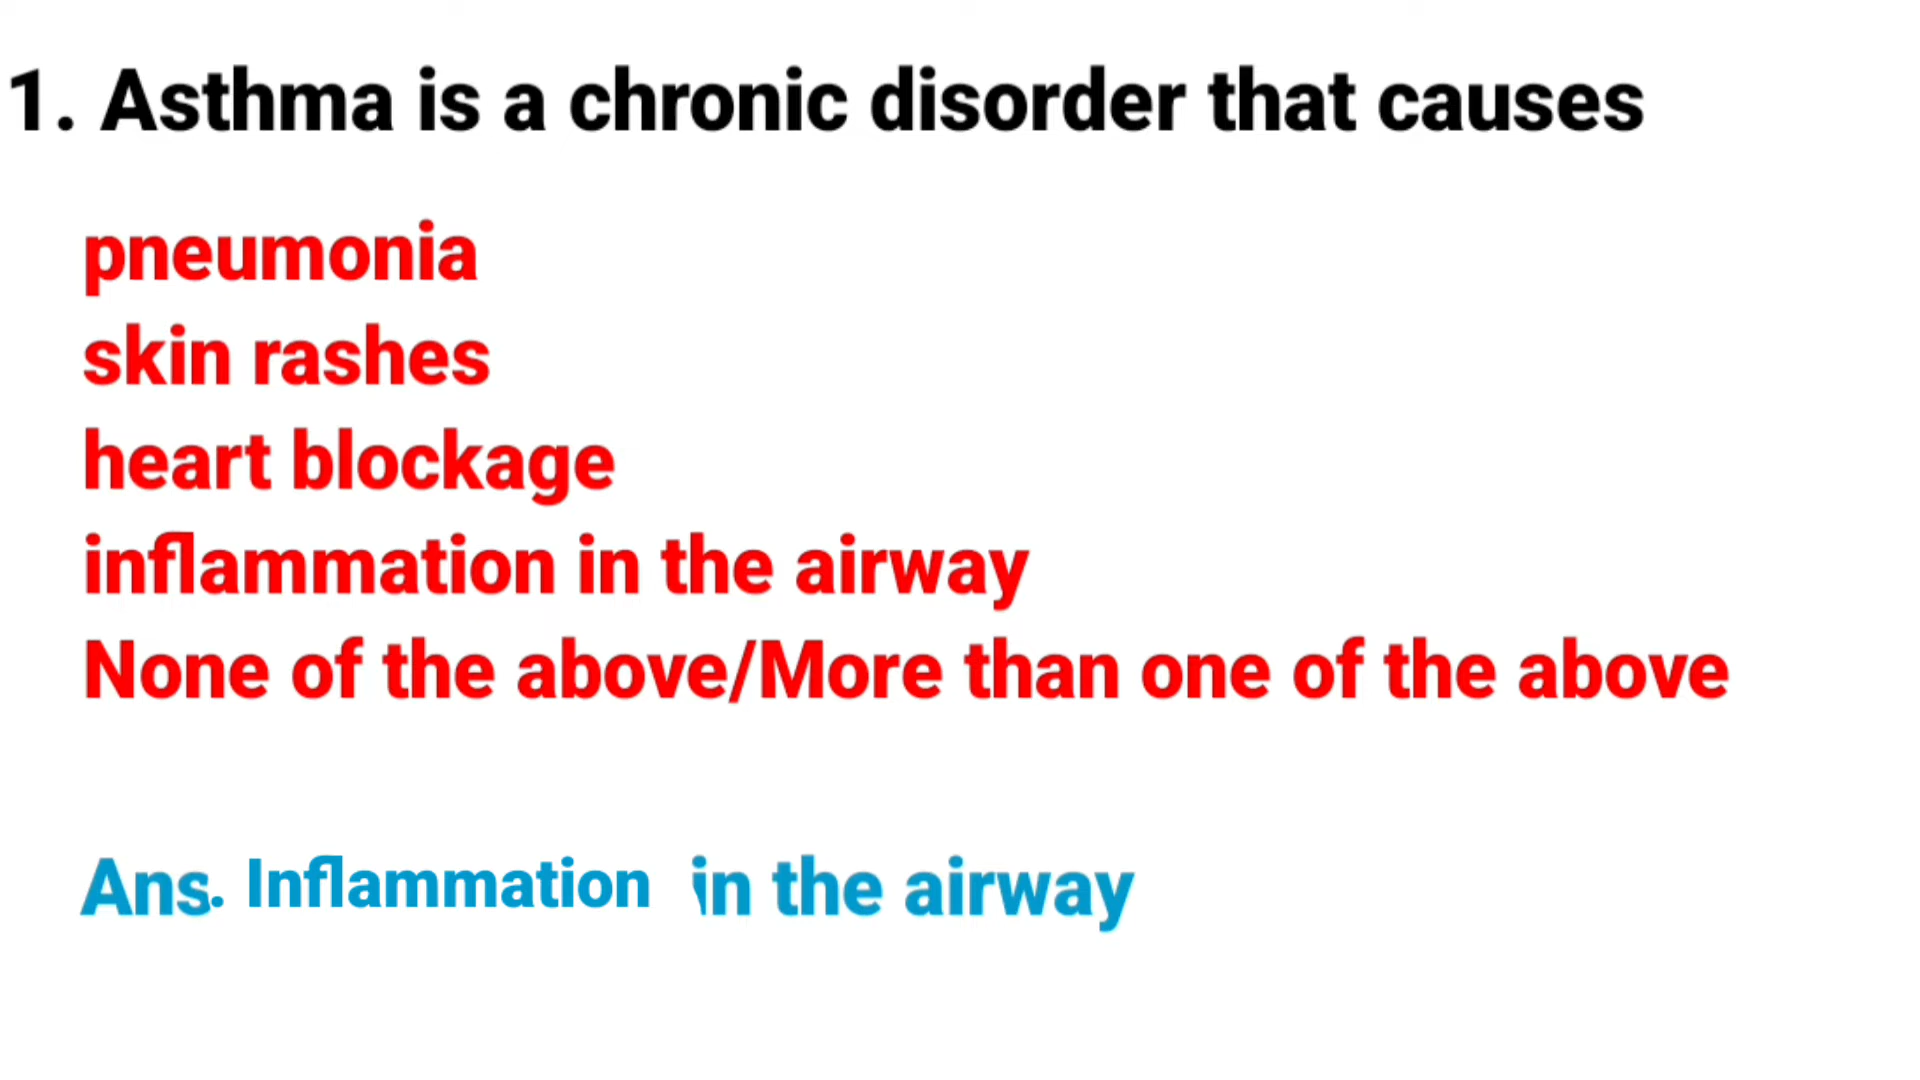 1. Asthma is a chronic disorder that causes
pneumonia
skin rashes
heart blockage
inflammation in the airway
None of the above/More than one of the above
Ans. Inflammation in the airway